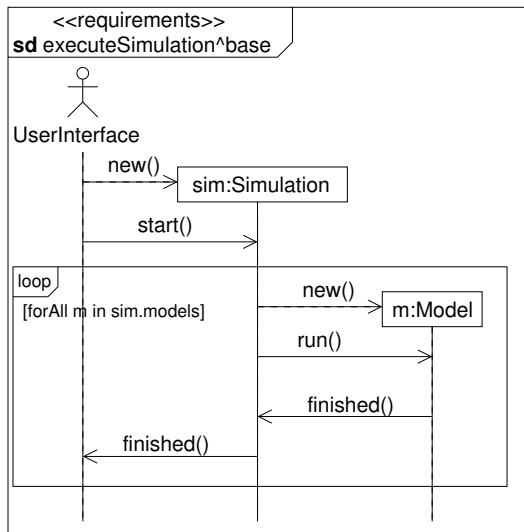 <<requirements>>
sd executeSimulation^base
UserInterface
new()
sim:Simulation
start()
loop
[forAll m in sim.models]
new()
m:Model
run()
finished()
finished()